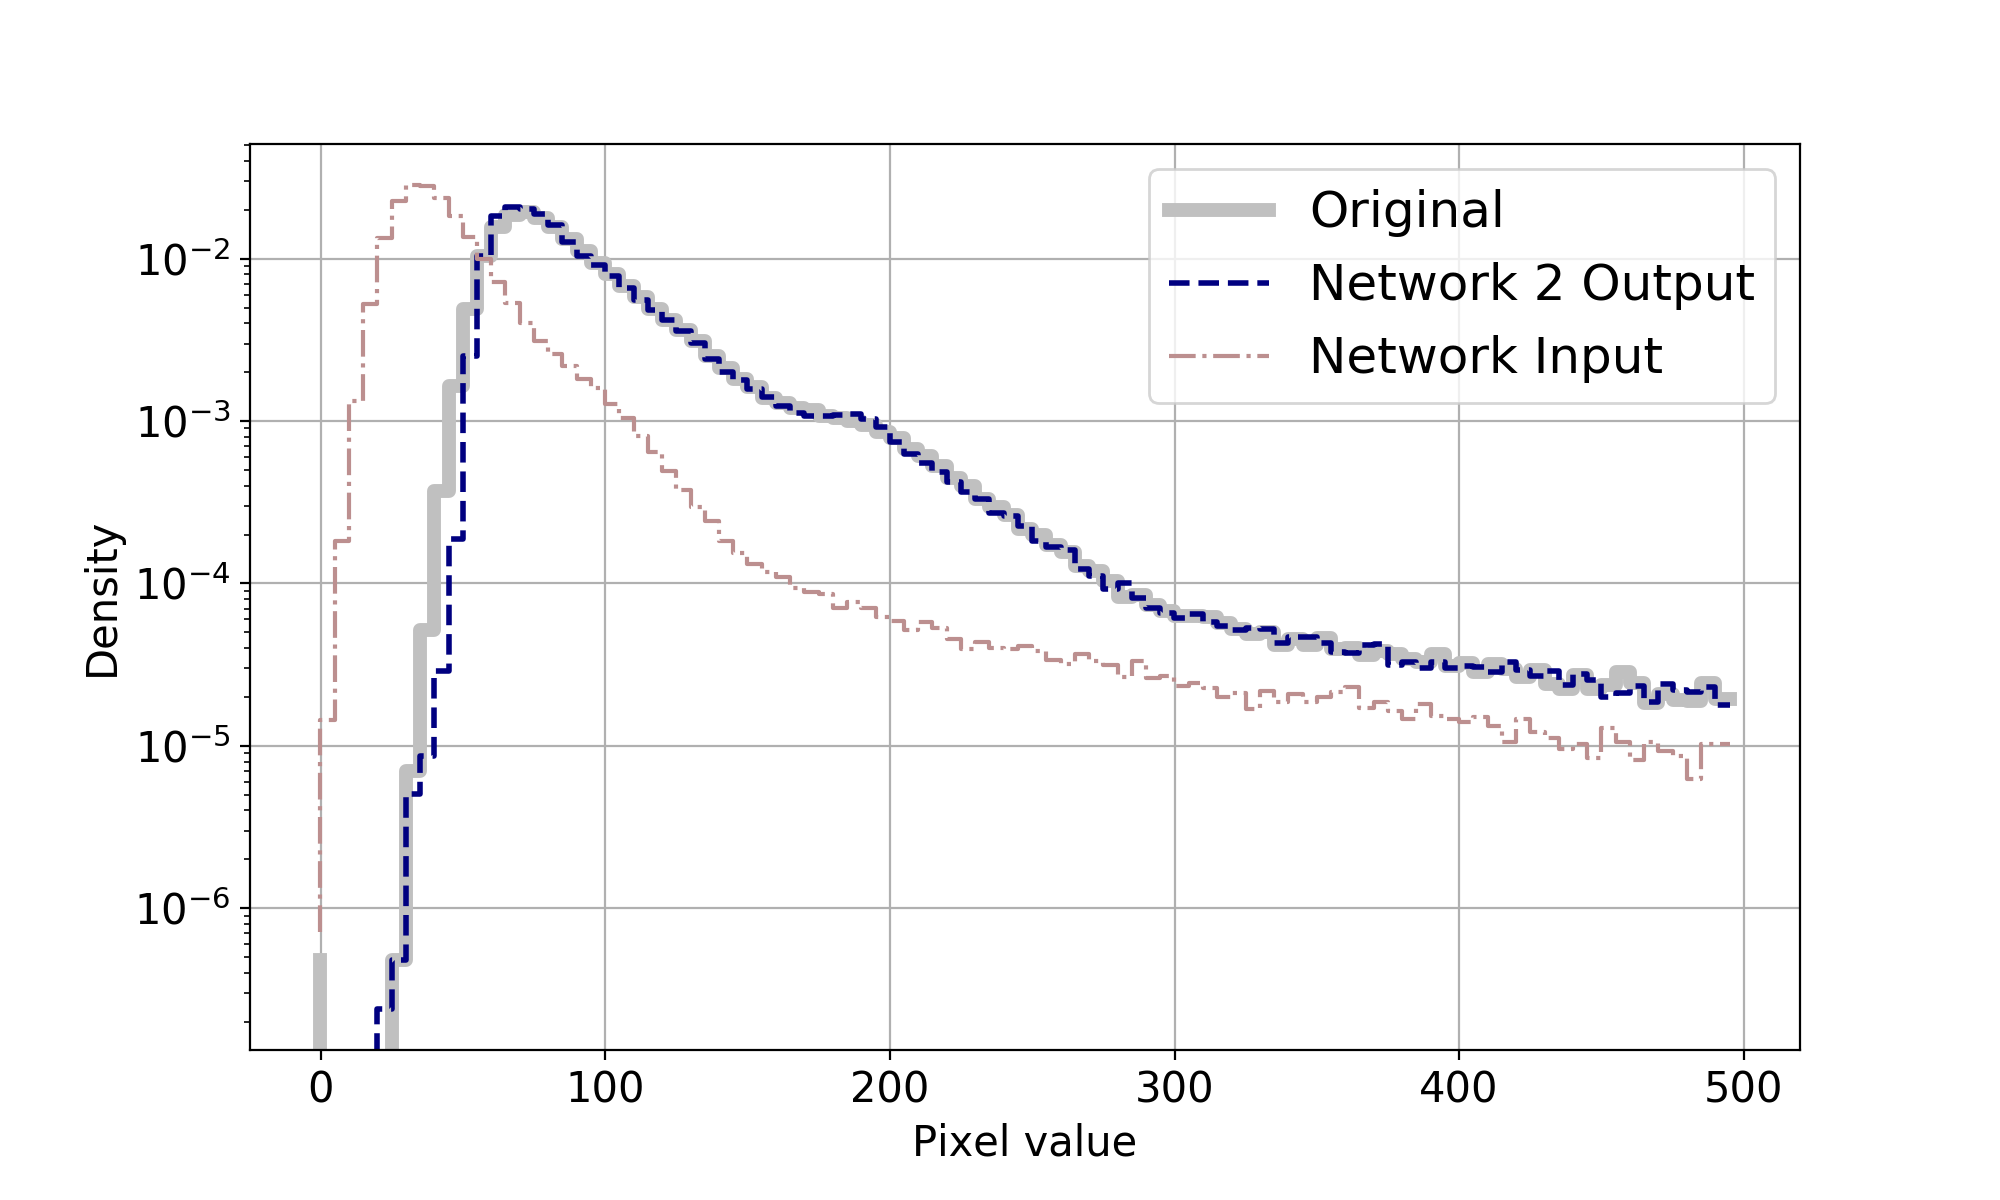 Original
Network 2 Output
Network Input
10⁻²
10⁻³
10⁻⁴
10⁻⁵
10⁻⁶
Density
0 100 200 300 400 500
Pixel value